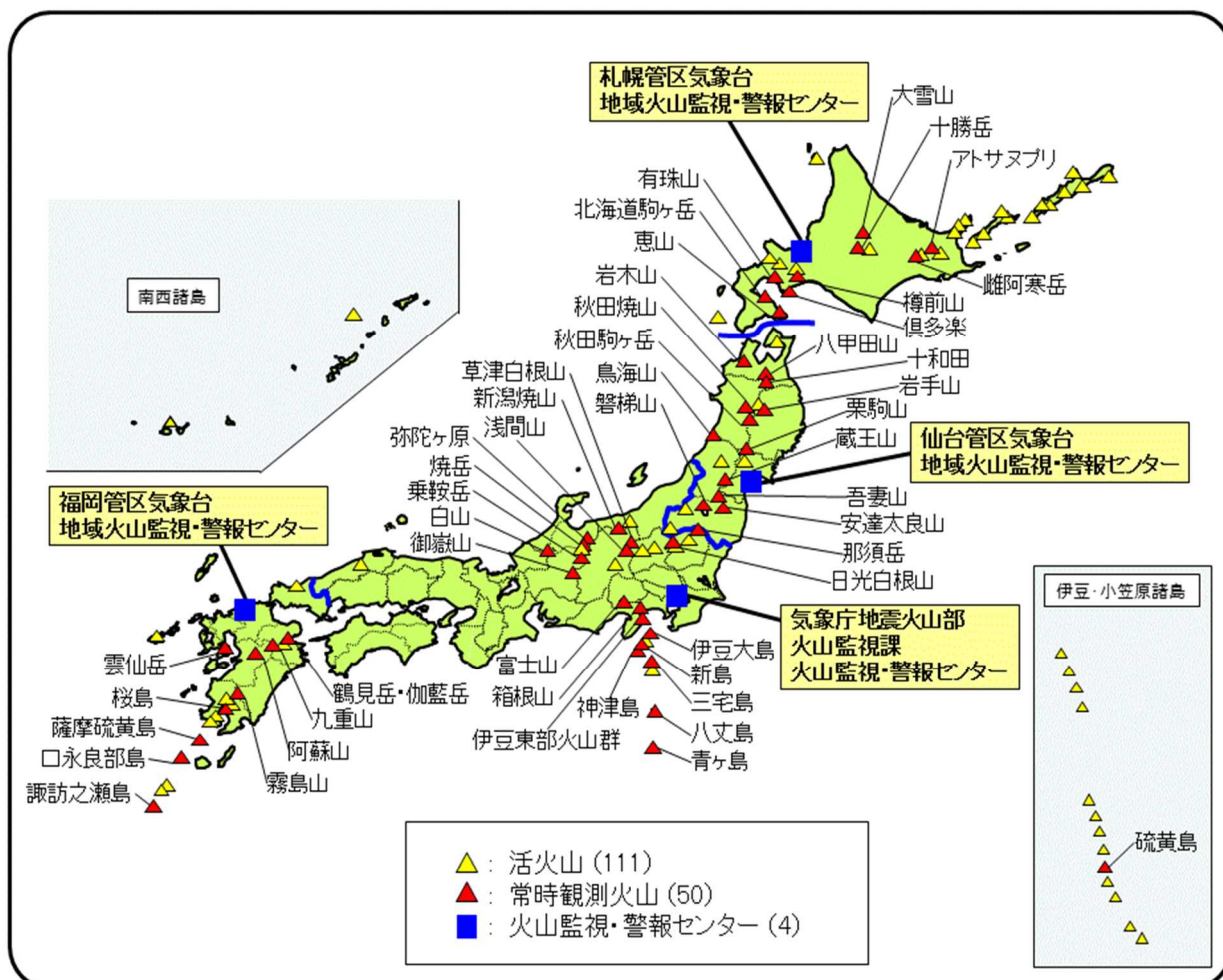 札幌管区気象台
地域火山監視・警報センター
大雪山
十勝岳
アトサヌプリ
有珠山
北海道駒ヶ岳
恵山
岩木山
秋田焼山
秋田駒ヶ岳
雌阿寒岳
樽前山
倶多楽
八甲田山
十和田
岩手山
栗駒山
蔵王山
草津白根山
鳥海山
新潟焼山
磐梯山
浅間山
弥陀ヶ原
焼岳
乗鞍岳
白山
御嶽山
南西諸島
仙台管区気象台
地域火山監視・警報センター
吾妻山
安達太良山
那須岳
日光白根山
福岡管区気象台
地域火山監視・警報センター
気象庁地震火山部
火山監視課
火山監視・警報センター
伊豆・小笠原諸島
雲仙岳
桜島
薩摩硫黄島
口永良部島
諏訪之瀬島
鶴見岳・伽藍岳
九重山
阿蘇山
霧島山
富士山
箱根山
伊豆東部火山群
伊豆大島
新島
神津島
三宅島
八丈島
青ヶ島
硫黄島
: 活火山 (111)
: 常時観測火山 (50)
: 火山監視・警報センター (4)